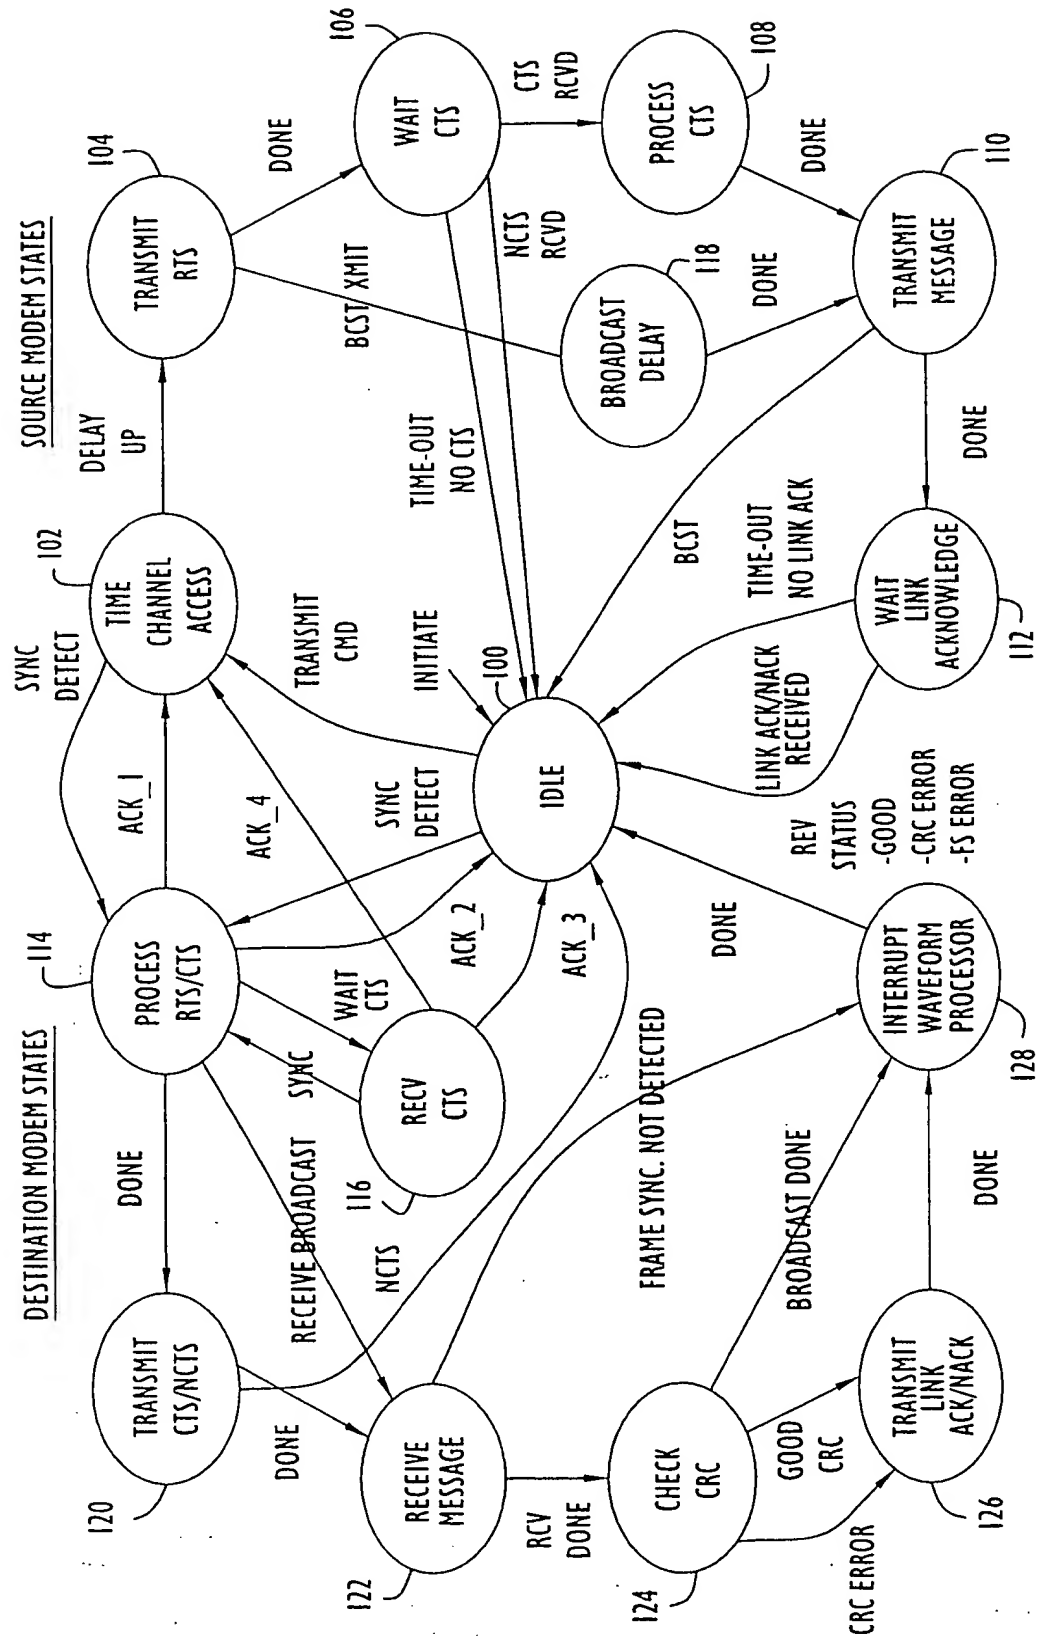 DESTINATION MODEM STATES
SOURCE MODEM STATES
120
TRANSMIT
CTS/NCTS
DONE
114
PROCESS
RTS/CTS
SYNC
DETECT
ACK_1
102
TIME
CHANNEL
ACCESS
DELAY
UP
104
TRANSMIT
RTS
DONE
106
WAIT
CTS
DONE
RECEIVE BROADCAST
SYNC
WAIT
CTS
ACK_4
TRANSMIT
CMD
BCST XMIT
122
RECEIVE
MESSAGE
NCTS
116
RECV
CTS
ACK_2
SYNC
DETECT
INITIATE
100
IDLE
TIME-OUT
NO CTS
NCTS
RCVD
CTS
RCVD
RCV
DONE
FRAME SYNC. NOT DETECTED
ACK_3
118
BROADCAST
DELAY
108
PROCESS
CTS
124
CHECK
CRC
GOOD
CRC
BROADCAST DONE
DONE
LINK ACK/NACK
RECEIVED
TIME-OUT
NO LINK ACK
BCST
DONE
DONE
CRC ERROR
126
TRANSMIT
LINK
ACK/NACK
DONE
128
INTERRUPT
WAVEFORM
PROCESSOR
REV
STATUS
-GOOD
-CRC ERROR
-FS ERROR
112
WAIT
LINK
ACKNOWLEDGE
DONE
110
TRANSMIT
MESSAGE